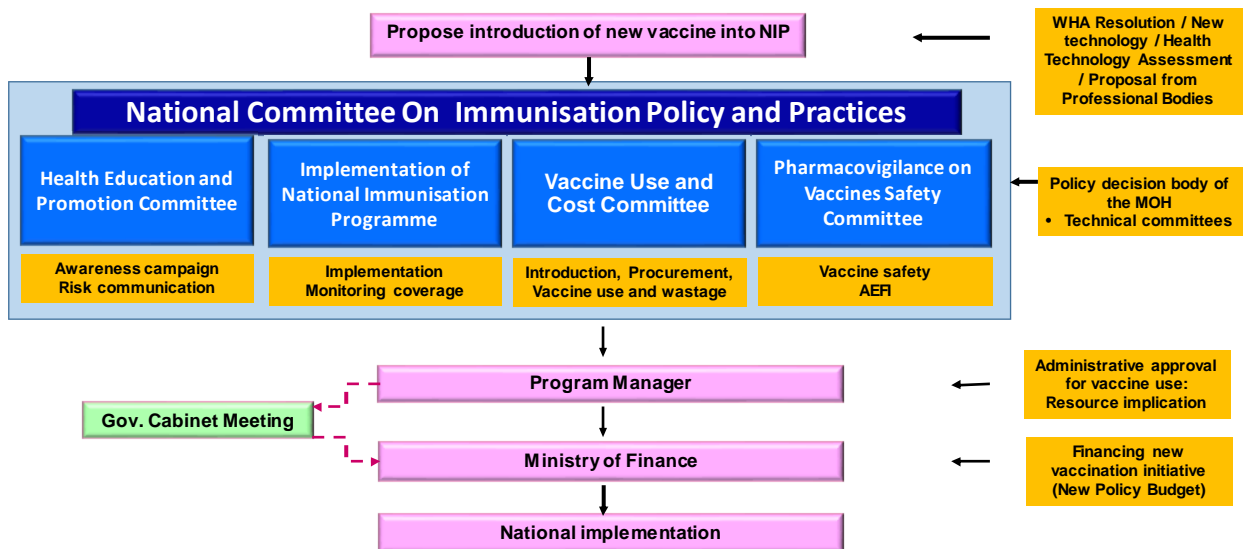 Propose introduction of new vaccine into NIP
WHA Resolution / New
technology / Health
Technology Assessment
/ Proposal from
Professional Bodies
National Committee On Immunisation Policy and Practices
Health Education and
Promotion Committee
Implementation of
National Immunisation
Programme
Vaccine Use and
Cost Committee
Pharmacovigilance on
Vaccines Safety
Committee
Policy decision body of
the MOH
• Technical committees
Awareness campaign
Risk communication
Implementation
Monitoring coverage
Introduction, Procurement,
Vaccine use and wastage
Vaccine safety
AEFI
Program Manager
Administrative approval
for vaccine use:
Resource implication
Gov. Cabinet Meeting
Ministry of Finance
Financing new
vaccination initiative
(New Policy Budget)
National implementation